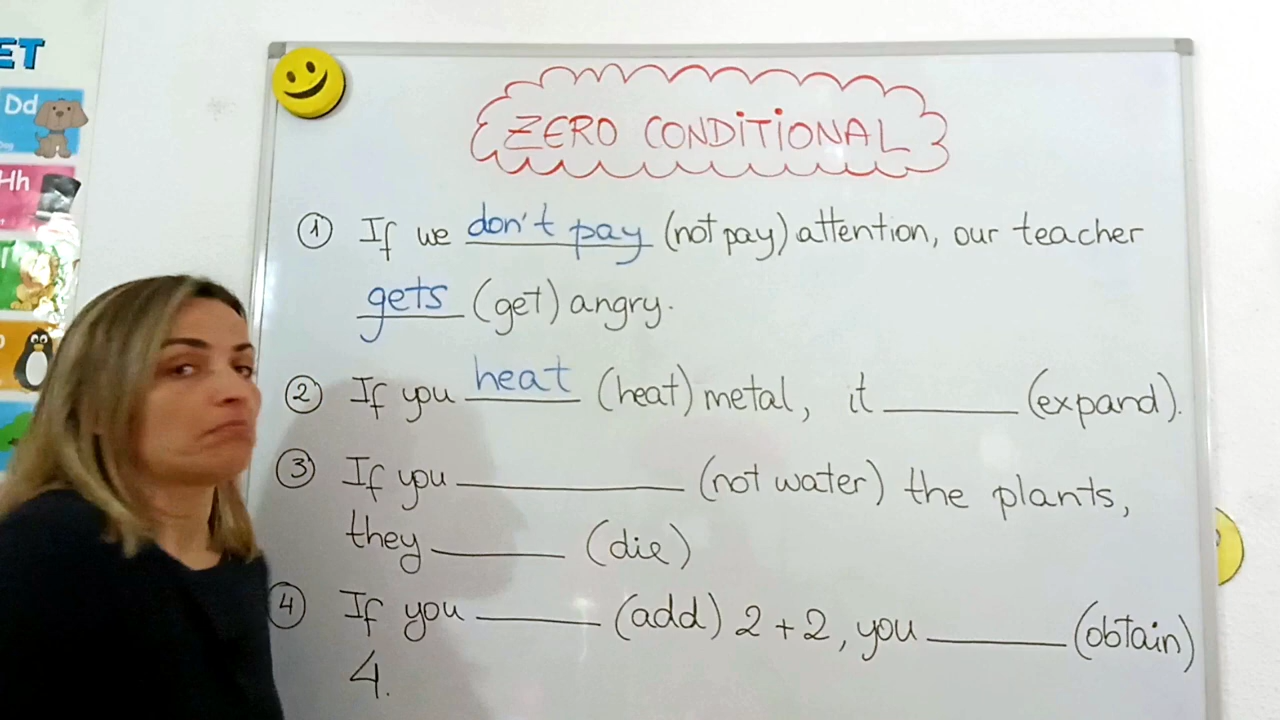 ET
Dd
Hh
ZERO CONDITIONAL
1 If we don't pay (not pay) attention, our teacher
gets (get) angry.
2 If you heat (heat) metal, it ______ (expand).
3 If you ______ (not water) the plants,
they ______ (die)
4 If you ______ (add) 2 + 2, you ______ (obtain)
4.